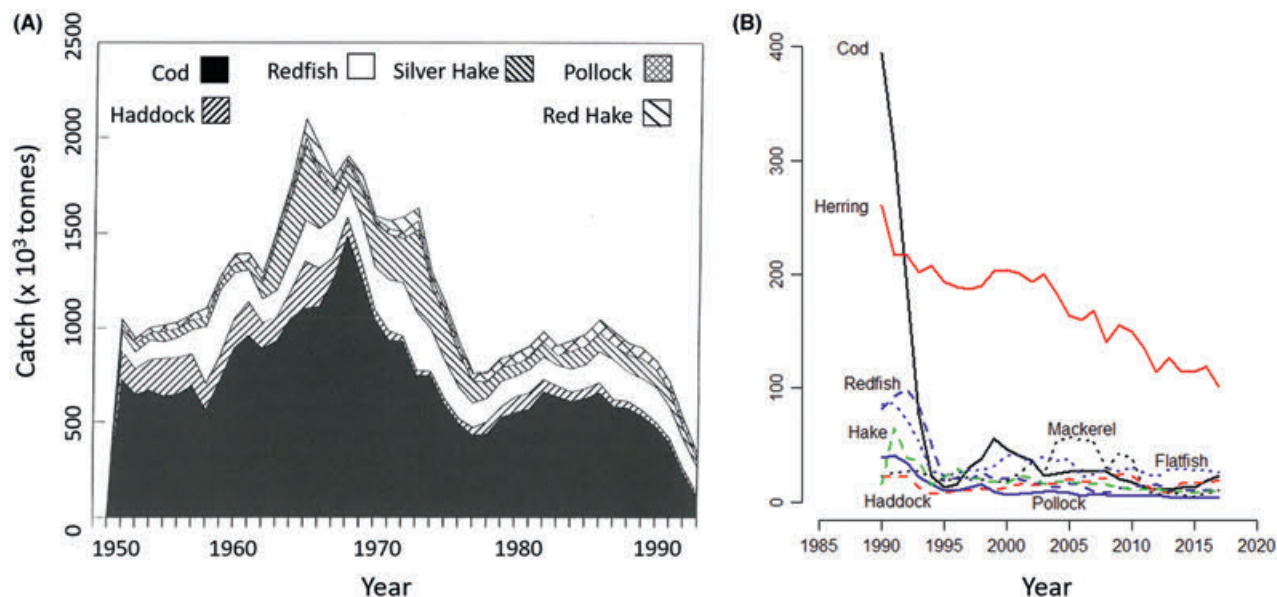 (A)
2500
2000
1500
1000
500
0
Catch (x 10³ tonnes)
Cod Redfish Silver Hake Pollock
Haddock Red Hake
1950 1960 1970 1980 1990
Year
(B)
400
300
200
100
0
Cod
Herring
Redfish
Hake
Mackerel
Flatfish
Haddock
Pollock
1985 1990 1995 2000 2005 2010 2015 2020
Year